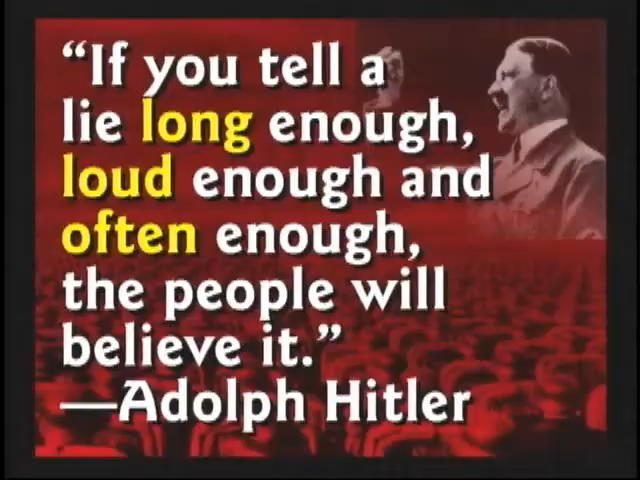 “If you tell a
lie long enough,
loud enough and
often enough,
the people will
believe it.”
—Adolph Hitler